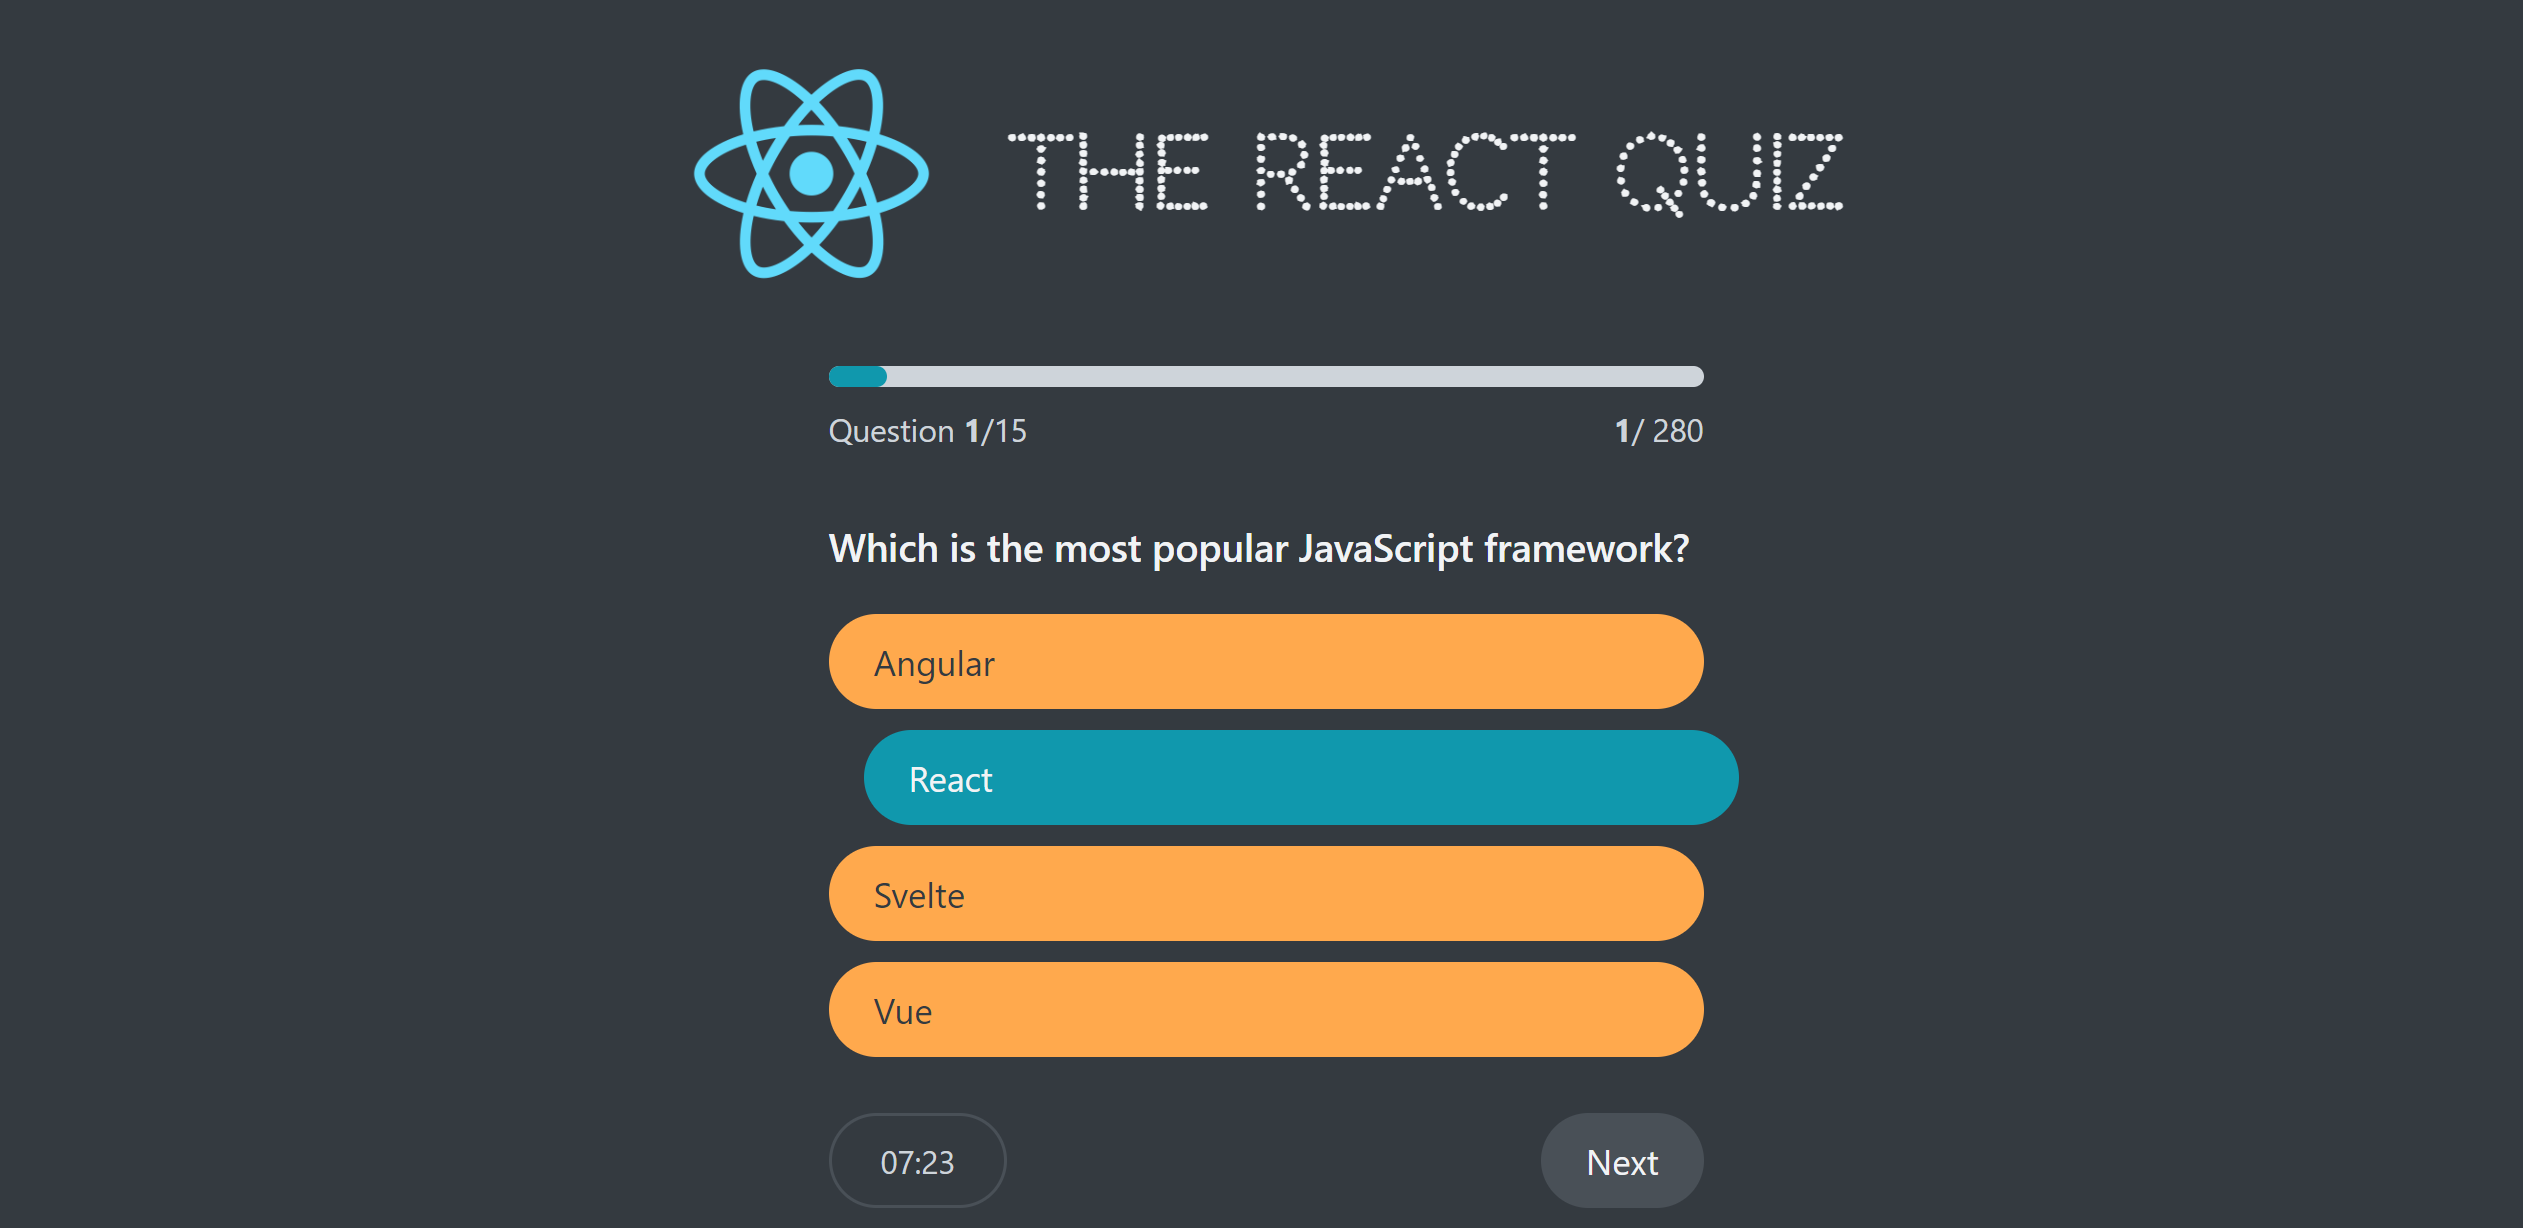 THE REACT QUIZ
Question 1/15
1/ 280
Which is the most popular JavaScript framework?
Angular
React
Svelte
Vue
07:23
Next